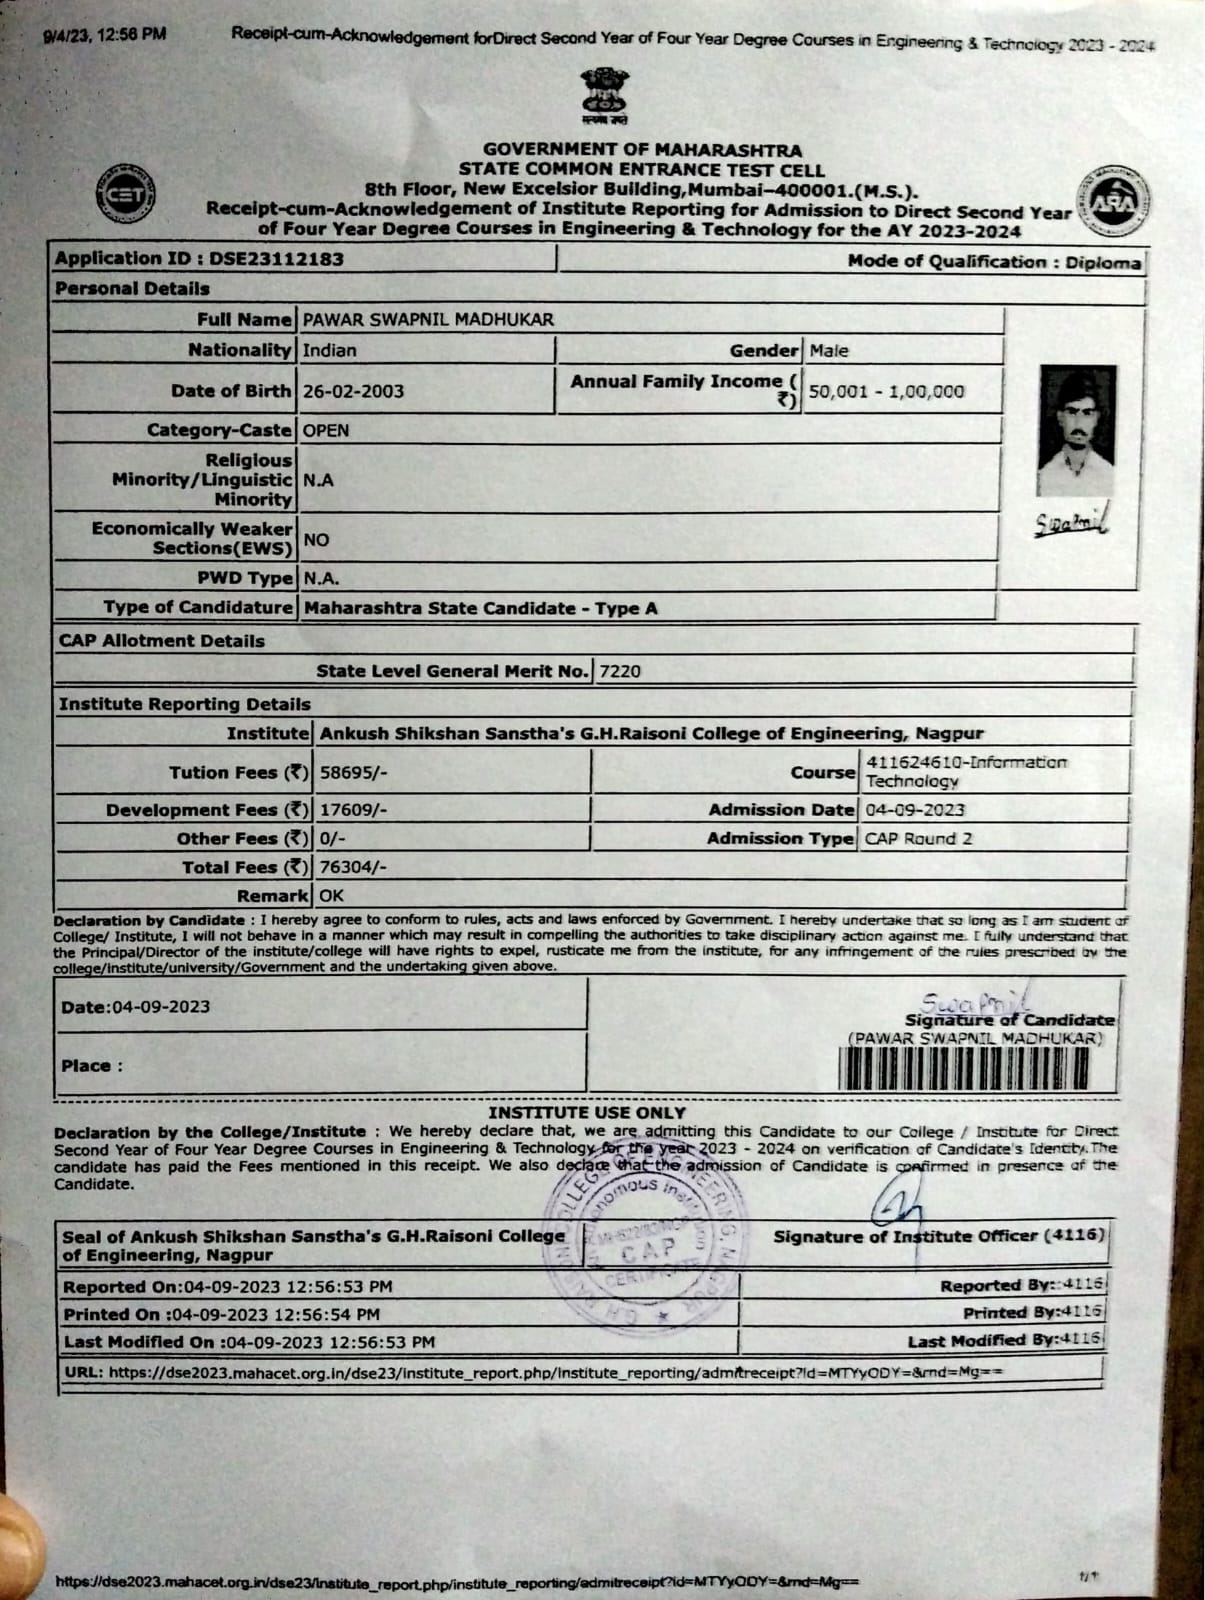 9/4/23, 12:56 PM
Receipt-cum-Acknowledgement forDirect Second Year of Four Year Degree Courses in Engineering & Technology 2023 - 2024
सत्यमेव जयते
GOVERNMENT OF MAHARASHTRA
STATE COMMON ENTRANCE TEST CELL
8th Floor, New Excelsior Building,Mumbai-400001.(M.S.).
CET
ARA
Receipt-cum-Acknowledgement of Institute Reporting for Admission to Direct Second Year
of Four Year Degree Courses in Engineering & Technology for the AY 2023-2024
Application ID : DSE23112183 Mode of Qualification : Diploma
Personal Details
Full Name PAWAR SWAPNIL MADHUKAR
Nationality Indian Gender Male
Date of Birth 26-02-2003 Annual Family Income (
₹) 50,001 - 1,00,000
Category-Caste OPEN
Religious
Minority/Linguistic N.A
Minority
Swapnil
Economically Weaker
Sections(EWS) NO
PWD Type N.A.
Type of Candidature Maharashtra State Candidate - Type A
CAP Allotment Details
State Level General Merit No. 7220
Institute Reporting Details
Institute Ankush Shikshan Sanstha's G.H.Raisoni College of Engineering, Nagpur
Tution Fees (₹) 58695/- Course 411624610-Information
Technology
Development Fees (₹) 17609/- Admission Date 04-09-2023
Other Fees (₹) 0/- Admission Type CAP Round 2
Total Fees (₹) 76304/-
Remark OK
Declaration by Candidate : I hereby agree to conform to rules, acts and laws enforced by Government. I hereby undertake that so long as I am student of
College/ Institute, I will not behave in a manner which may result in compelling the authorities to take disciplinary action against me. I fully understand that
the Principal/Director of the institute/college will have rights to expel, rusticate me from the institute, for any infringement of the rules prescribed by the
college/institute/university/Government and the undertaking given above.
Date:04-09-2023
Swapnil
Signature of Candidate
(PAWAR SWAPNIL MADHUKAR)
Place :
INSTITUTE USE ONLY
Declaration by the College/Institute : We hereby declare that, we are admitting this Candidate to our College / Institute for Direct
Second Year of Four Year Degree Courses in Engineering & Technology for the year 2023 - 2024 on verification of Candidate's Identity.The
candidate has paid the Fees mentioned in this receipt. We also declare that the admission of Candidate is confirmed in presence of the
Candidate.
G.H. RAISONI COLLEGE OF ENGINEERING, NAGPUR
Autonomous Institution
CAP
CERTIFICATE
Seal of Ankush Shikshan Sanstha's G.H.Raisoni College
of Engineering, Nagpur
Signature of Institute Officer (4116)
Reported On:04-09-2023 12:56:53 PM Reported By:4116
Printed On :04-09-2023 12:56:54 PM Printed By:4116
Last Modified On :04-09-2023 12:56:53 PM Last Modified By:4116
URL: https://dse2023.mahacet.org.in/dse23/institute_report.php/institute_reporting/admitreceipt?id=MTYyODY=&rnd=Mg==
https://dse2023.mahacet.org.in/dse23/institute_report.php/institute_reporting/admitreceipt?id=MTYyODY=&rnd=Mg==
1/1